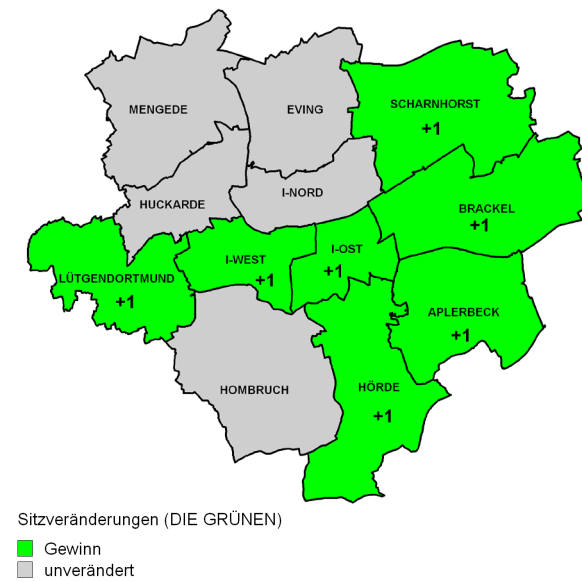 MENGEDE
EVING
SCHARNHORST
+1
HUCKARDE
I-NORD
BRACKEL
+1
I-WEST
+1
I-OST
+1
LÜTGENDORTMUND
+1
APLERBECK
+1
HOMBRUCH
HÖRDE
+1
Sitzveränderungen (DIE GRÜNEN)
Gewinn
unverändert